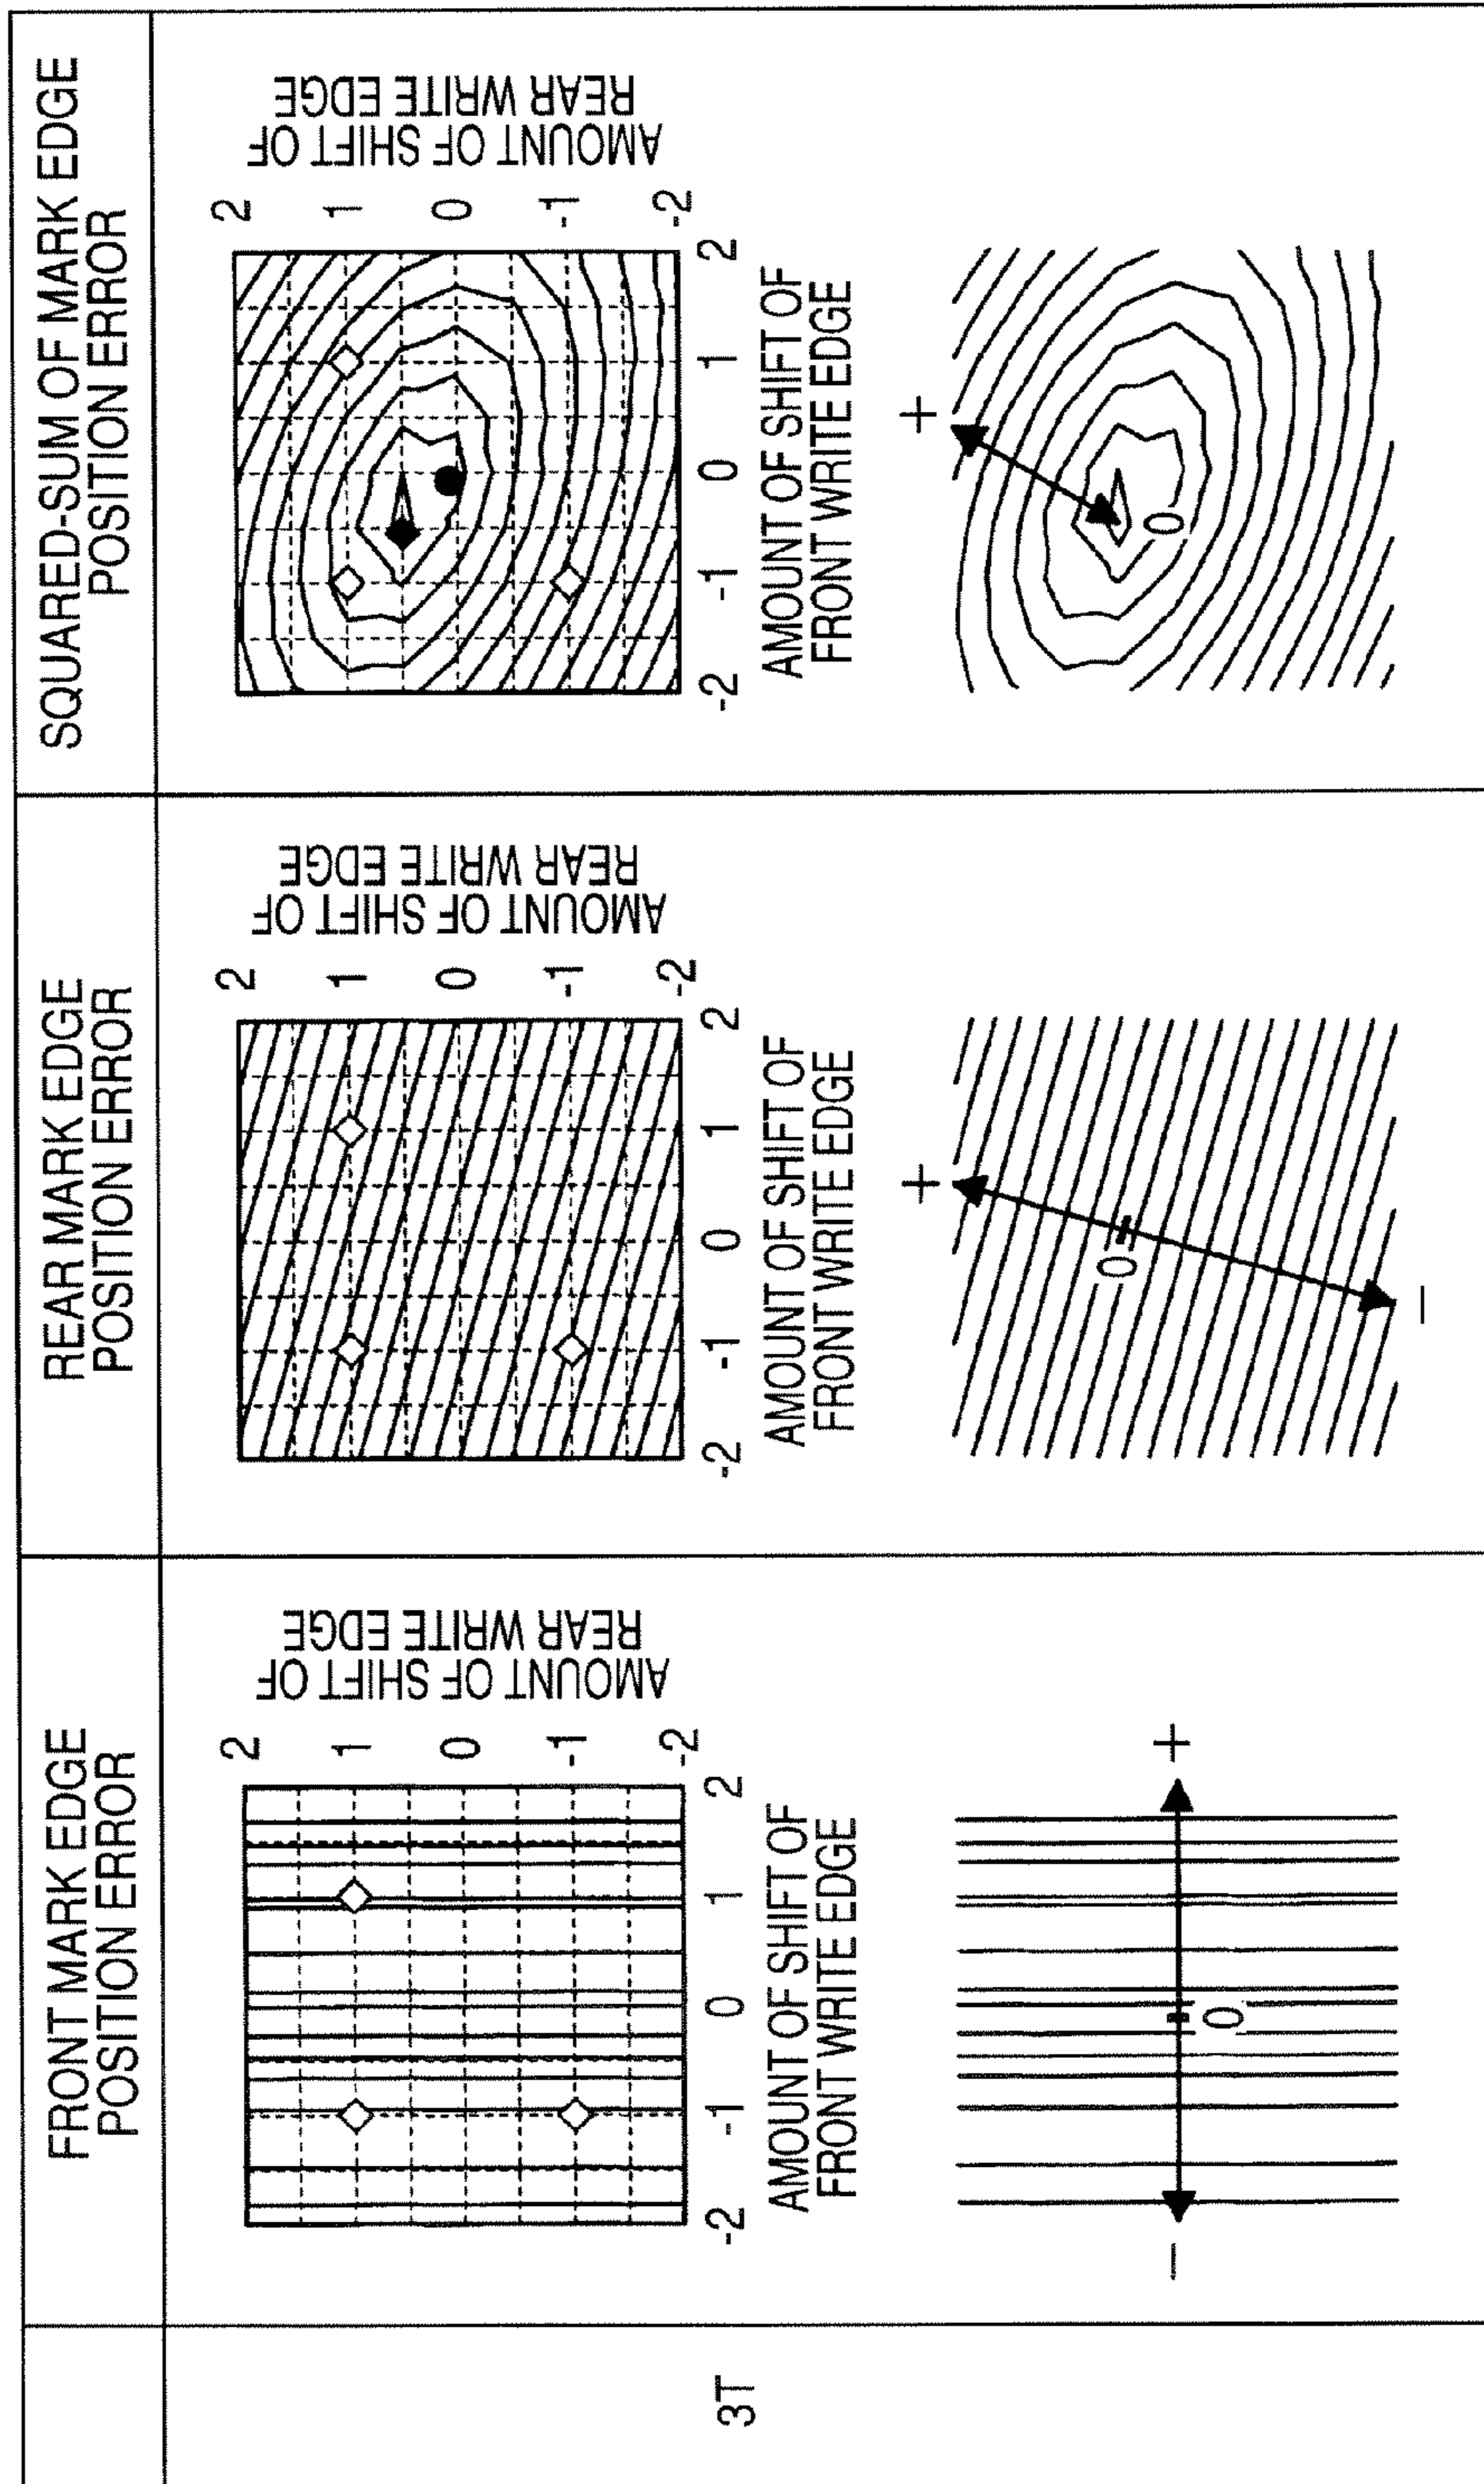 FRONT MARK EDGE
POSITION ERROR
REAR MARK EDGE
POSITION ERROR
SQUARED-SUM OF MARK EDGE
POSITION ERROR
3T
2
1
0
-1
-2
AMOUNT OF SHIFT OF
REAR WRITE EDGE
-2 -1 0 1 2
AMOUNT OF SHIFT OF
FRONT WRITE EDGE
− 0 +
2
1
0
-1
-2
AMOUNT OF SHIFT OF
REAR WRITE EDGE
-2 -1 0 1 2
AMOUNT OF SHIFT OF
FRONT WRITE EDGE
+
0
−
2
1
0
-1
-2
AMOUNT OF SHIFT OF
REAR WRITE EDGE
-2 -1 0 1 2
AMOUNT OF SHIFT OF
FRONT WRITE EDGE
+
0